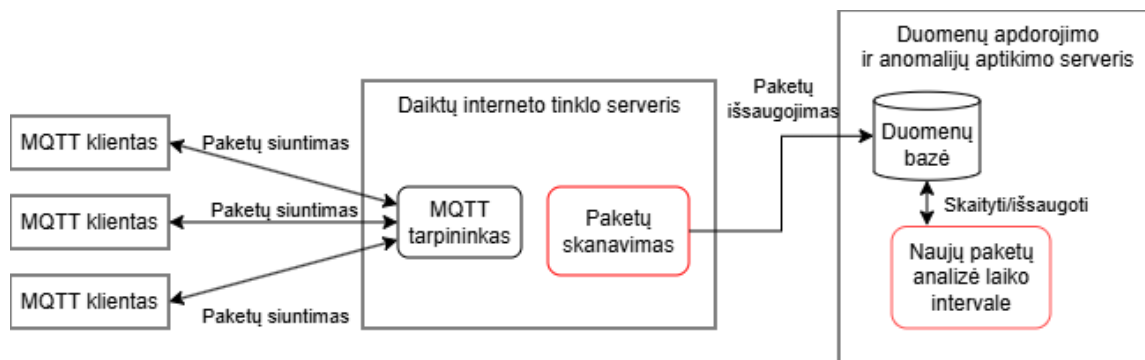 Duomenų apdorojimo
ir anomalijų aptikimo serveris
Daiktų interneto tinklo serveris
Paketų
išsaugojimas
MQTT klientas
Paketų siuntimas
Duomenų
bazė
MQTT klientas
Paketų siuntimas
MQTT
tarpininkas
Paketų
skanavimas
Skaityti/išsaugoti
Naujų paketų
analizė laiko
intervale
MQTT klientas
Paketų siuntimas